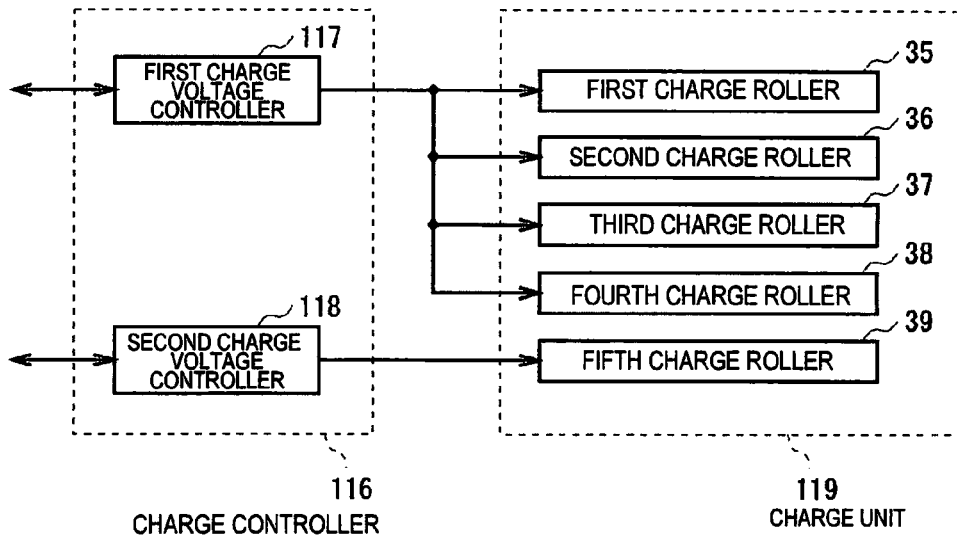 117
FIRST CHARGE
VOLTAGE
CONTROLLER
35
FIRST CHARGE ROLLER
36
SECOND CHARGE ROLLER
37
THIRD CHARGE ROLLER
38
FOURTH CHARGE ROLLER
118
SECOND CHARGE
VOLTAGE
CONTROLLER
39
FIFTH CHARGE ROLLER
116
CHARGE CONTROLLER
119
CHARGE UNIT